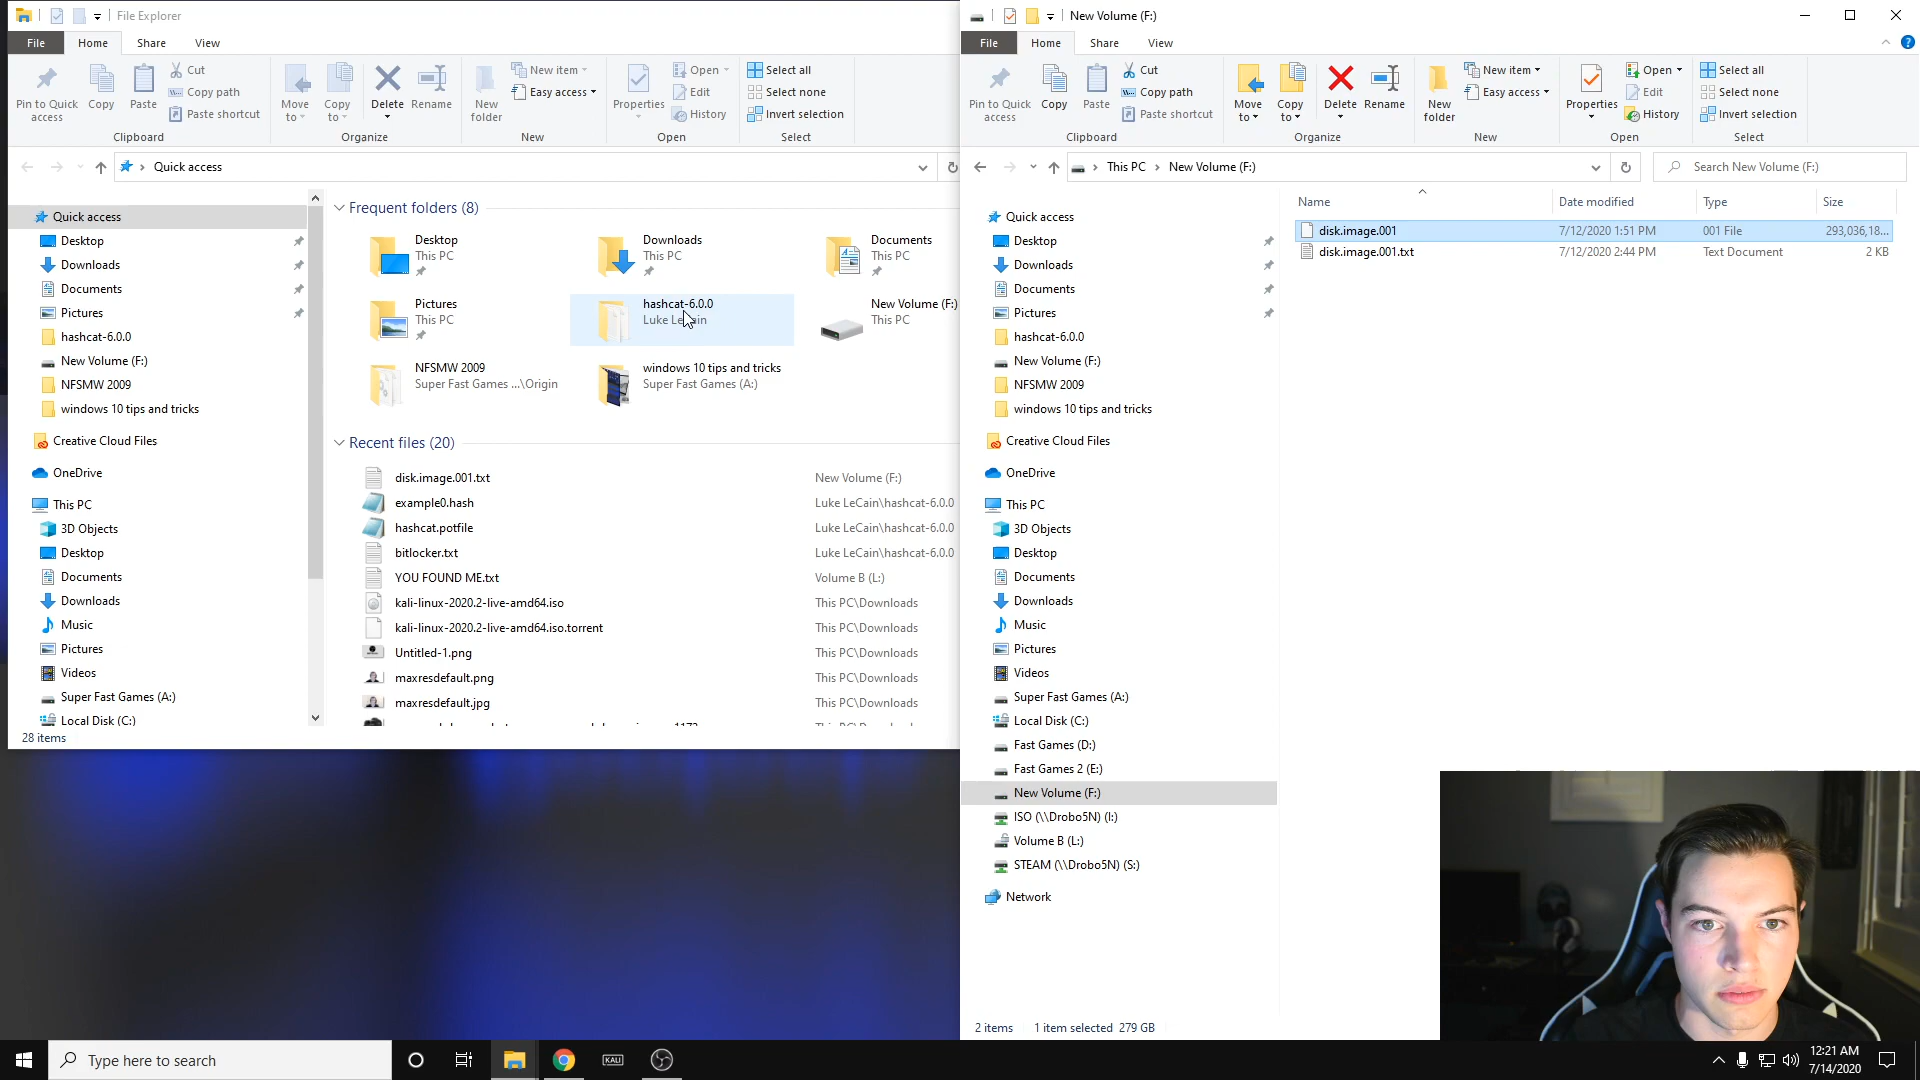 File Explorer
File
Home
Share
View
Pin to Quick access
Copy
Paste
Cut
Copy path
Paste shortcut
Clipboard
Move to
Copy to
Delete
Rename
Organize
New folder
New item
Easy access
New
Properties
Open
Edit
History
Open
Select all
Select none
Invert selection
Select
Quick access
Quick access
Desktop
Downloads
Documents
Pictures
hashcat-6.0.0
New Volume (F:)
NFSMW 2009
windows 10 tips and tricks
Creative Cloud Files
OneDrive
This PC
3D Objects
Desktop
Documents
Downloads
Music
Pictures
Videos
Super Fast Games (A:)
Local Disk (C:)
28 items
Frequent folders (8)
Desktop
This PC
Downloads
This PC
Documents
This PC
Pictures
This PC
hashcat-6.0.0
Luke LeCain
New Volume (F:)
This PC
NFSMW 2009
Super Fast Games ...\Origin
windows 10 tips and tricks
Super Fast Games (A:)
Recent files (20)
disk.image.001.txt New Volume (F:)
example0.hash Luke LeCain\hashcat-6.0.0
hashcat.potfile Luke LeCain\hashcat-6.0.0
bitlocker.txt Luke LeCain\hashcat-6.0.0
YOU FOUND ME.txt Volume B (L:)
kali-linux-2020.2-live-amd64.iso This PC\Downloads
kali-linux-2020.2-live-amd64.iso.torrent This PC\Downloads
Untitled-1.png This PC\Downloads
maxresdefault.png This PC\Downloads
maxresdefault.jpg This PC\Downloads
New Volume (F:)
File
Home
Share
View
Pin to Quick access
Copy
Paste
Cut
Copy path
Paste shortcut
Clipboard
Move to
Copy to
Delete
Rename
Organize
New folder
New item
Easy access
New
Properties
Open
Edit
History
Open
Select all
Select none
Invert selection
Select
This PC > New Volume (F:)
Search New Volume (F:)
Quick access
Desktop
Downloads
Documents
Pictures
hashcat-6.0.0
New Volume (F:)
NFSMW 2009
windows 10 tips and tricks
Creative Cloud Files
OneDrive
This PC
3D Objects
Desktop
Documents
Downloads
Music
Pictures
Videos
Super Fast Games (A:)
Local Disk (C:)
Fast Games (D:)
Fast Games 2 (E:)
New Volume (F:)
ISO (\\Drobo5N) (I:)
Volume B (L:)
STEAM (\\Drobo5N) (S:)
Network
Name Date modified Type Size
disk.image.001 7/12/2020 1:51 PM 001 File 293,036,18...
disk.image.001.txt 7/12/2020 2:44 PM Text Document 2 KB
2 items 1 item selected 279 GB
Type here to search
KALI
12:21 AM
7/14/2020